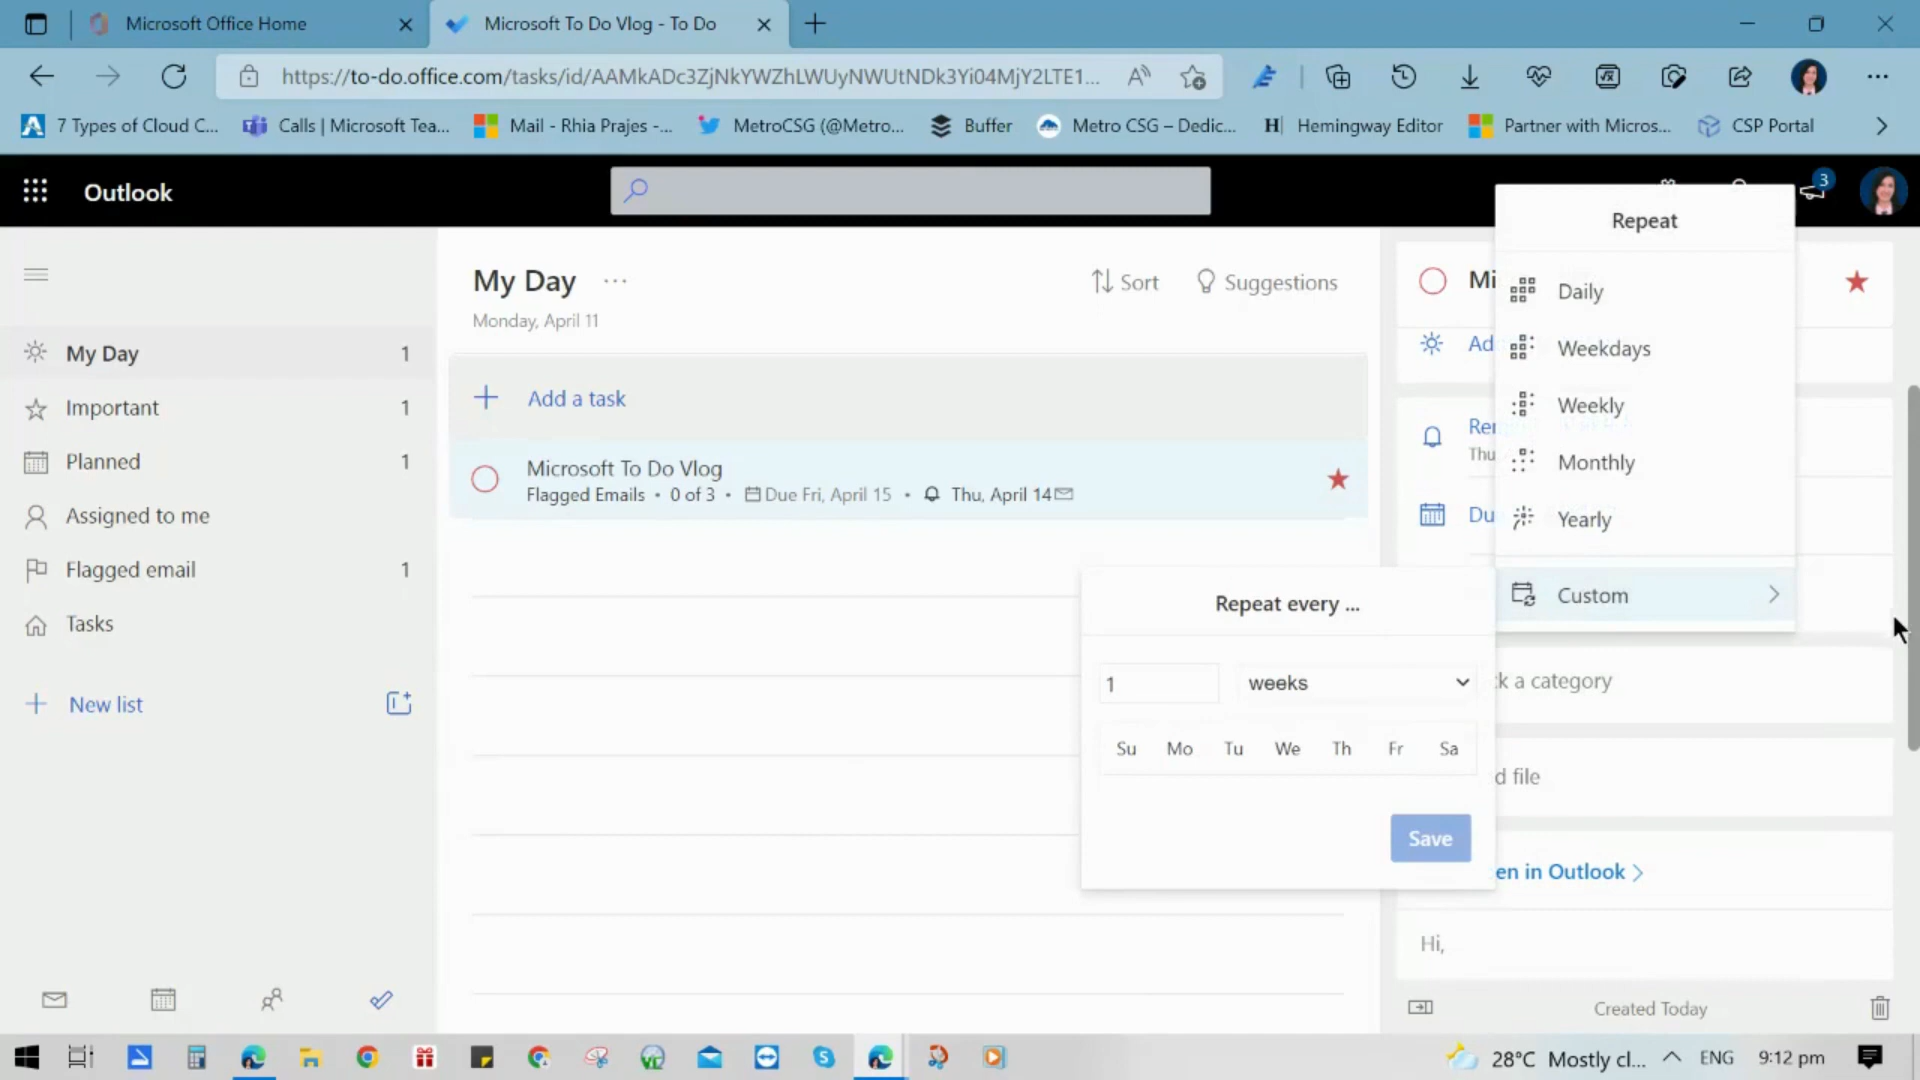 Microsoft Office Home
Microsoft To Do Vlog - To Do
https://to-do.office.com/tasks/id/AAMkADc3ZjNkYWZhLWUyNWUtNDk3Yi04MjY2LTE1...
7 Types of Cloud C...
Calls | Microsoft Tea...
Mail - Rhia Prajes -...
MetroCSG (@Metro...
Buffer
Metro CSG – Dedic...
H
Hemingway Editor
Partner with Micros...
CSP Portal
Outlook
3
My Day
1
Important
1
Planned
1
Assigned to me
Flagged email
1
Tasks
New list
My Day ...
Sort
Suggestions
Monday, April 11
Add a task
Microsoft To Do Vlog
Flagged Emails • 0 of 3 • Due Fri, April 15 • Thu, April 14
Repeat every ...
1
weeks
Su Mo Tu We Th Fr Sa
Save
Repeat
Daily
Weekdays
Weekly
Monthly
Yearly
Custom
Mi
Ad
Thu
Du
k a category
d file
en in Outlook
Hi,
Created Today
28°C Mostly cl...
ENG
9:12 pm